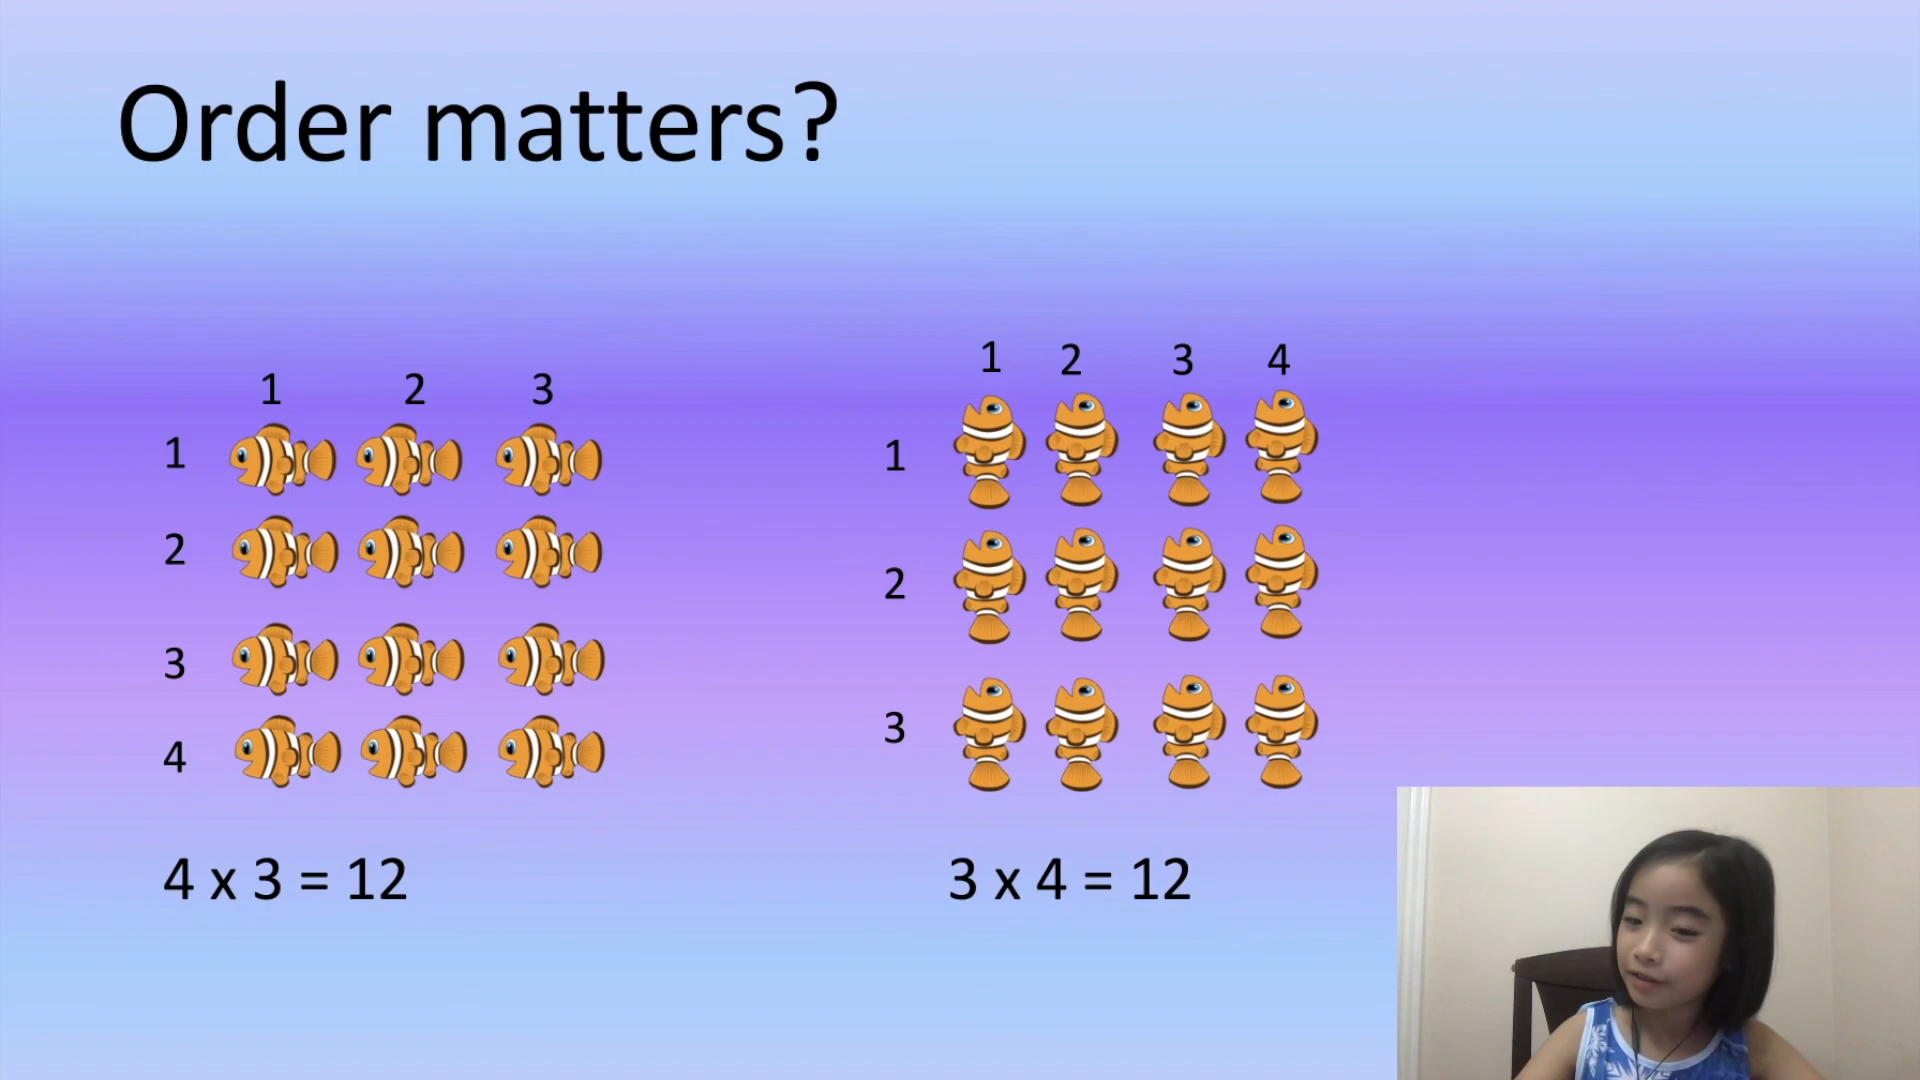 Order matters?
1 2 3
1
2
3
4
4 x 3 = 12
1 2 3 4
1
2
3
3 x 4 = 12